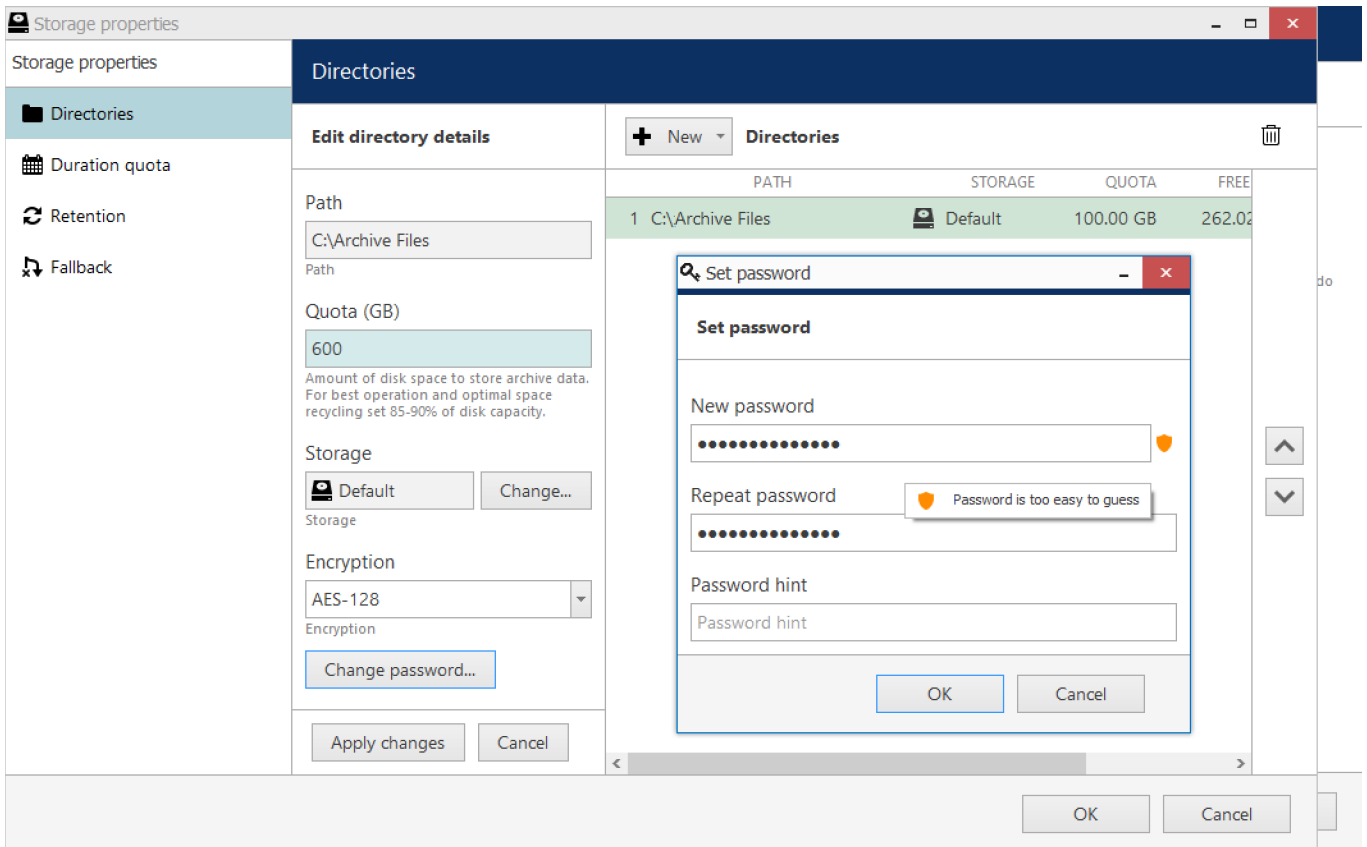 Storage properties
Storage properties
Directories
Duration quota
Retention
Fallback
Directories
Edit directory details
Path
C:\Archive Files
Path
Quota (GB)
600
Amount of disk space to store archive data.
For best operation and optimal space
recycling set 85-90% of disk capacity.
Storage
Default
Change...
Storage
Encryption
AES-128
Encryption
Change password...
Apply changes
Cancel
New
Directories
PATH STORAGE QUOTA FREE
1 C:\Archive Files Default 100.00 GB 262.02
Set password
Set password
New password
●●●●●●●●●●●●●●
Repeat password
Password is too easy to guess
●●●●●●●●●●●●●●
Password hint
Password hint
OK
Cancel
OK
Cancel
do